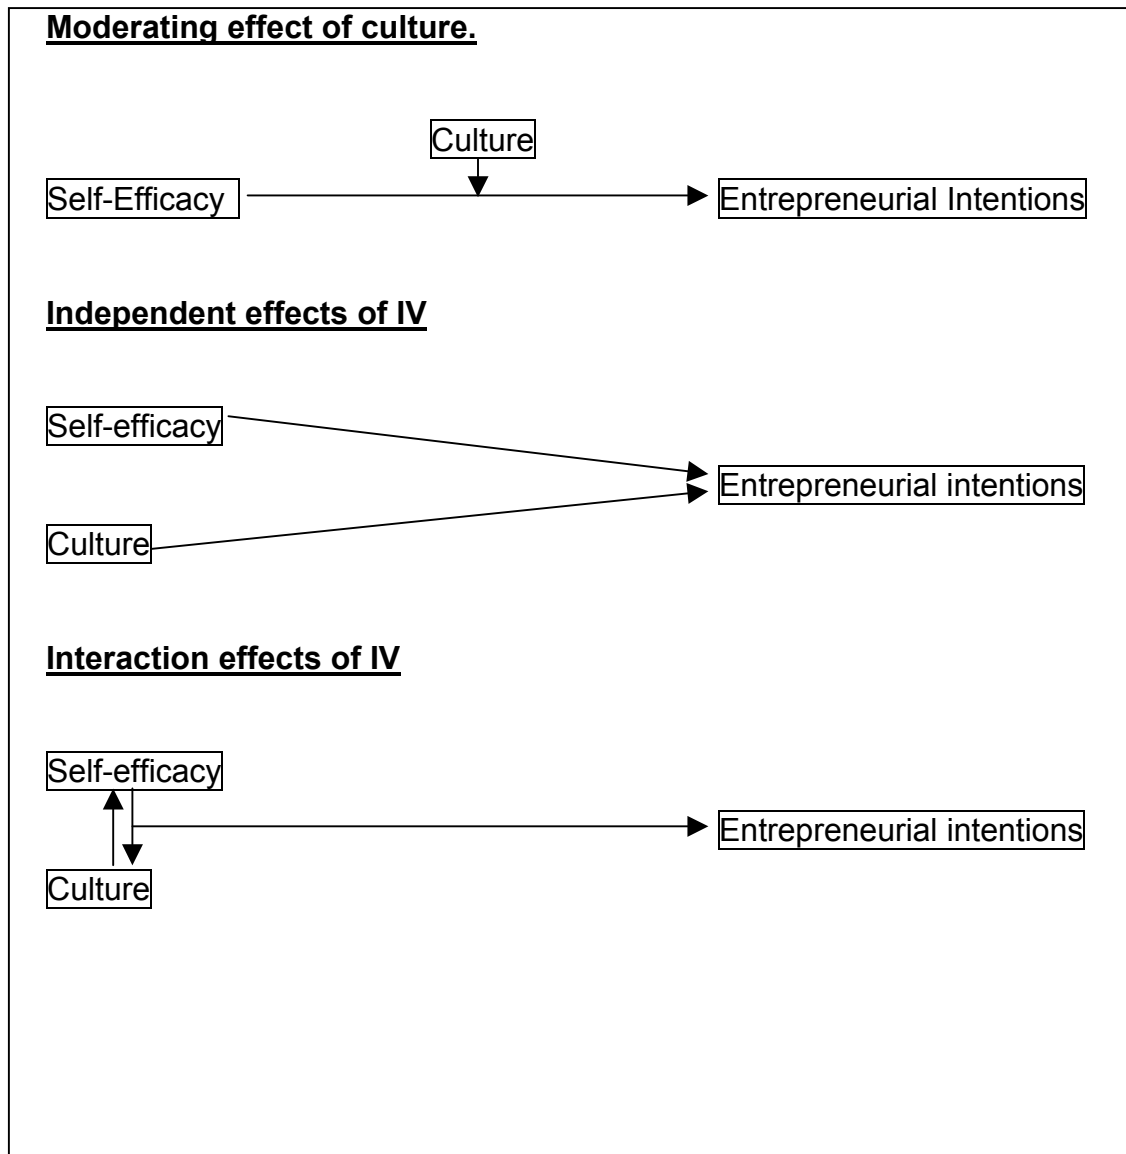 Moderating effect of culture.
Culture
Self-Efficacy
Entrepreneurial Intentions
Independent effects of IV
Self-efficacy
Entrepreneurial intentions
Culture
Interaction effects of IV
Self-efficacy
Entrepreneurial intentions
Culture